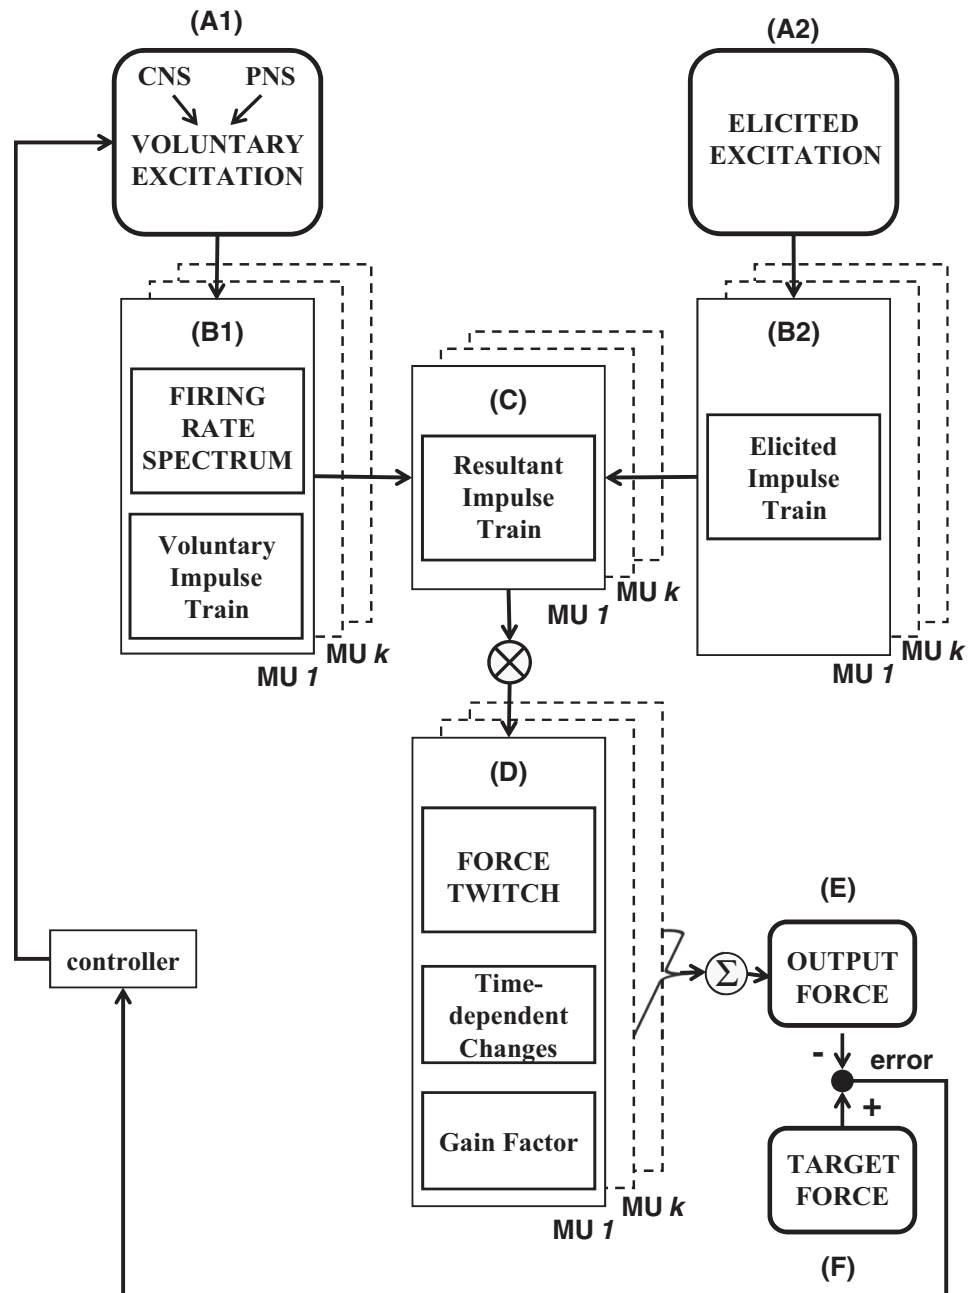 (A1)
CNS PNS
VOLUNTARY
EXCITATION
(A2)
ELICITED
EXCITATION
(B1)
FIRING
RATE
SPECTRUM
Voluntary
Impulse
Train
MU 1
MU k
(C)
Resultant
Impulse
Train
MU 1
MU k
(B2)
Elicited
Impulse
Train
MU 1
MU k
(D)
FORCE
TWITCH
Time-
dependent
Changes
Gain Factor
MU 1
MU k
Σ
(E)
OUTPUT
FORCE
-
error
+
TARGET
FORCE
(F)
controller